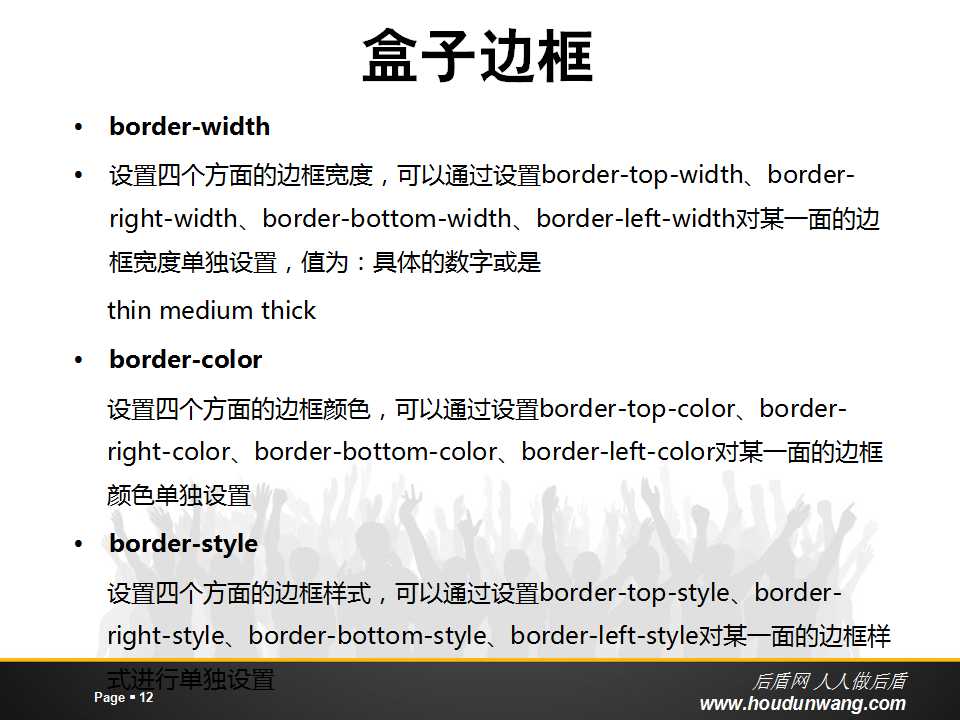 盒子边框
• border-width
• 设置四个方面的边框宽度，可以通过设置border-top-width、border-
right-width、border-bottom-width、border-left-width对某一面的边
框宽度单独设置，值为：具体的数字或是
thin medium thick
• border-color
设置四个方面的边框颜色，可以通过设置border-top-color、border-
right-color、border-bottom-color、border-left-color对某一面的边框
颜色单独设置
• border-style
设置四个方面的边框样式，可以通过设置border-top-style、border-
right-style、border-bottom-style、border-left-style对某一面的边框样
式进行单独设置
Page ▪ 12
后盾网 人人做后盾
www.houdunwang.com